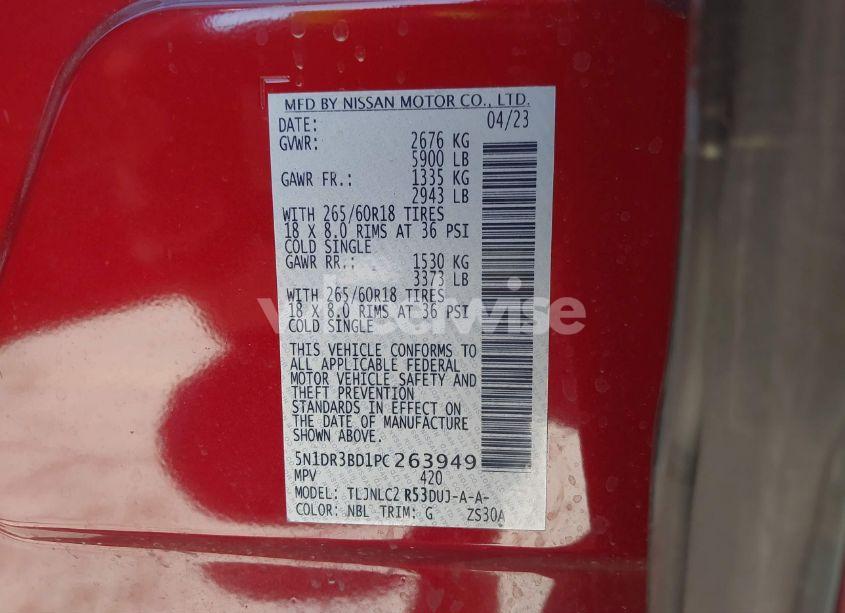 MFD BY NISSAN MOTOR CO., LTD.
DATE: 04/23
GVWR: 2676 KG
5900 LB
GAWR FR.: 1335 KG
2943 LB
WITH 265/60R18 TIRES
18 X 8.0 RIMS AT 36 PSI
COLD SINGLE
GAWR RR.: 1530 KG
3373 LB
WITH 265/60R18 TIRES
18 X 8.0 RIMS AT 36 PSI
COLD SINGLE
wheelwise
THIS VEHICLE CONFORMS TO
ALL APPLICABLE FEDERAL
MOTOR VEHICLE SAFETY AND
THEFT PREVENTION
STANDARDS IN EFFECT ON
THE DATE OF MANUFACTURE
SHOWN ABOVE.
5N1DR3BD1PC263949
MPV 420
MODEL: TLJNLC2 R53DUJ-A-A-
COLOR: NBL TRIM: G ZS30A